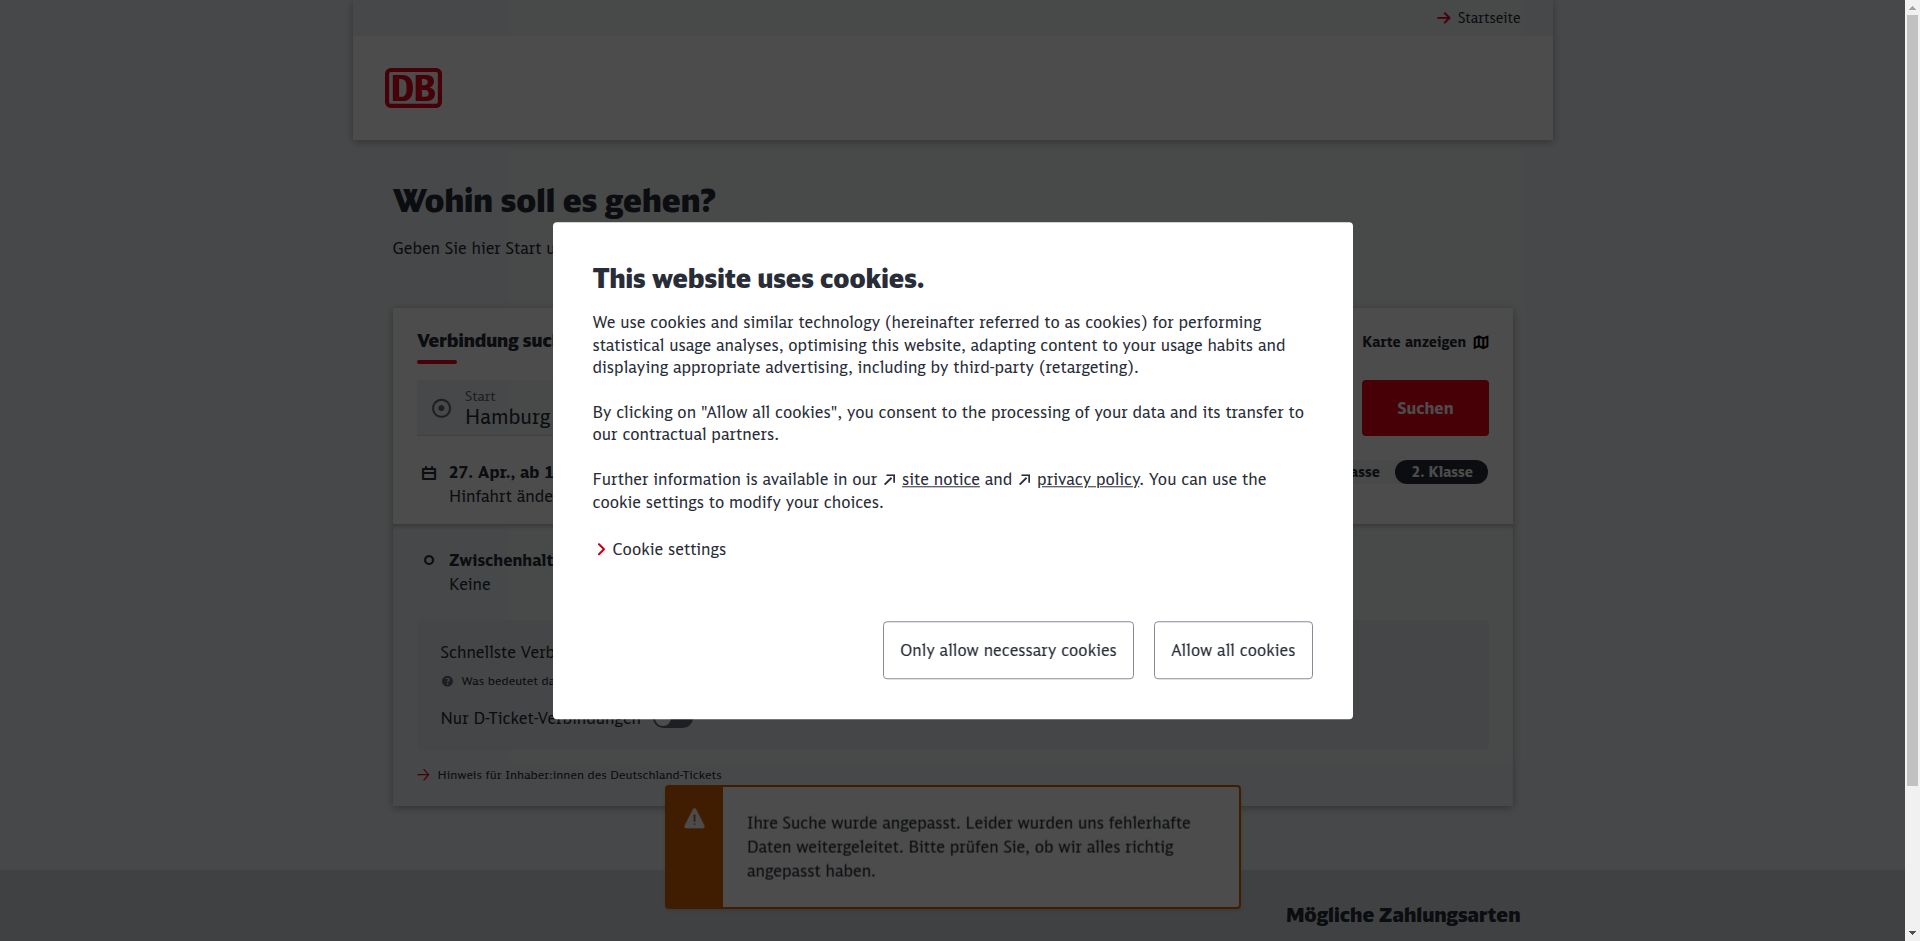 Startseite
DB
Wohin soll es gehen?
Geben Sie hier Start
This website uses cookies.
We use cookies and similar technology (hereinafter referred to as cookies) for performing
statistical usage analyses, optimising this website, adapting content to your usage habits and
displaying appropriate advertising, including by third-party (retargeting).
By clicking on "Allow all cookies", you consent to the processing of your data and its transfer to
our contractual partners.
Further information is available in our site notice and privacy policy. You can use the
cookie settings to modify your choices.
Cookie settings
Only allow necessary cookies
Allow all cookies
Verbindung suc
Karte anzeigen
Start
Hamburg
Suchen
27. Apr., ab 1
Hinfahrt ände
asse
2. Klasse
Zwischenhalt
Keine
Schnellste Verb
Was bedeutet da
Nur D-Ticket-Verbindungen
Hinweis für Inhaber:innen des Deutschland-Tickets
Ihre Suche wurde angepasst. Leider wurden uns fehlerhafte
Daten weitergeleitet. Bitte prüfen Sie, ob wir alles richtig
angepasst haben.
Mögliche Zahlungsarten